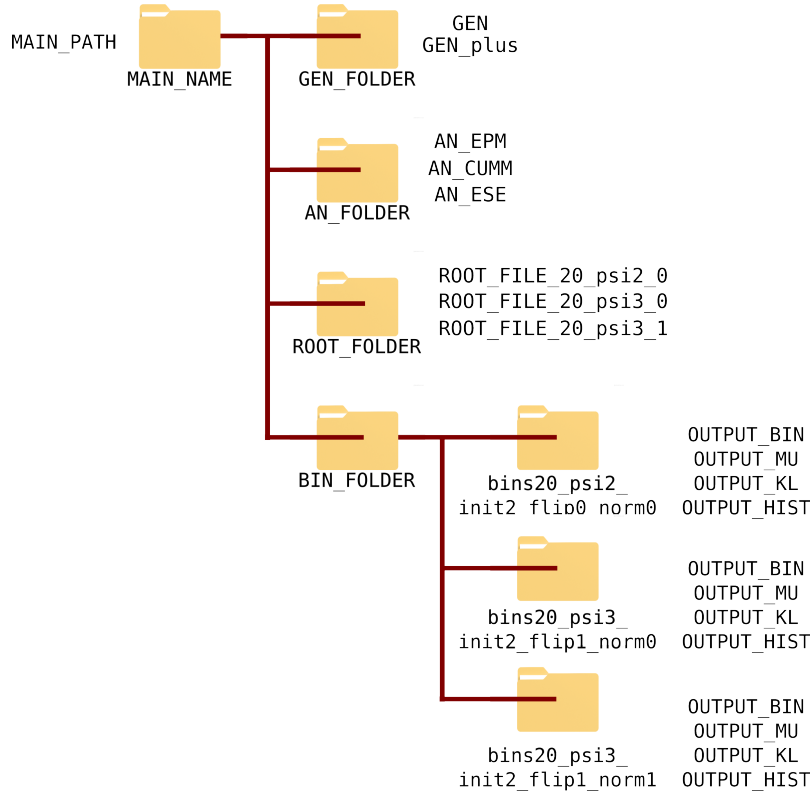 MAIN_PATH
MAIN_NAME
GEN_FOLDER
GEN
GEN_plus
AN_FOLDER
AN_EPM
AN_CUMM
AN_ESE
ROOT_FOLDER
ROOT_FILE_20_psi2_0
ROOT_FILE_20_psi3_0
ROOT_FILE_20_psi3_1
BIN_FOLDER
bins20_psi2_
init2_flip0_norm0
OUTPUT_BIN
OUTPUT_MU
OUTPUT_KL
OUTPUT_HIST
bins20_psi3_
init2_flip1_norm0
OUTPUT_BIN
OUTPUT_MU
OUTPUT_KL
OUTPUT_HIST
bins20_psi3_
init2_flip1_norm1
OUTPUT_BIN
OUTPUT_MU
OUTPUT_KL
OUTPUT_HIST